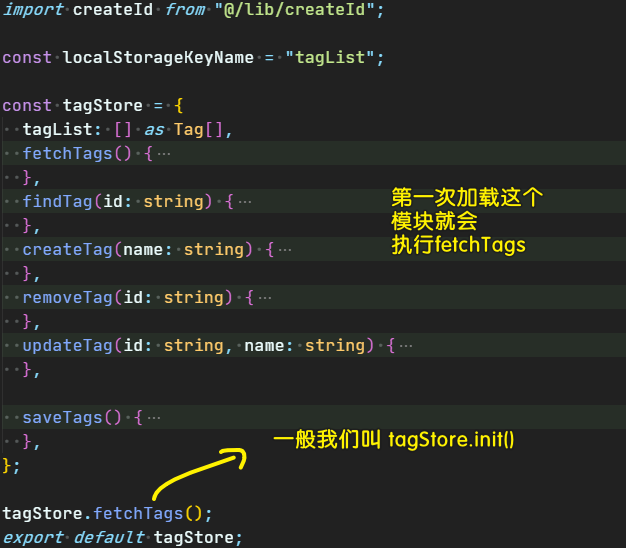 import createId from "@/lib/createId";
const localStorageKeyName = "tagList";
const tagStore = {
tagList: [] as Tag[],
fetchTags() { ···
},
findTag(id: string) { ···
},
createTag(name: string) { ···
},
removeTag(id: string) { ···
},
updateTag(id: string, name: string) { ···
},
saveTags() { ···
},
};
tagStore.fetchTags();
export default tagStore;
第一次加载这个
模块就会
执行fetchTags
一般我们叫 tagStore.init()